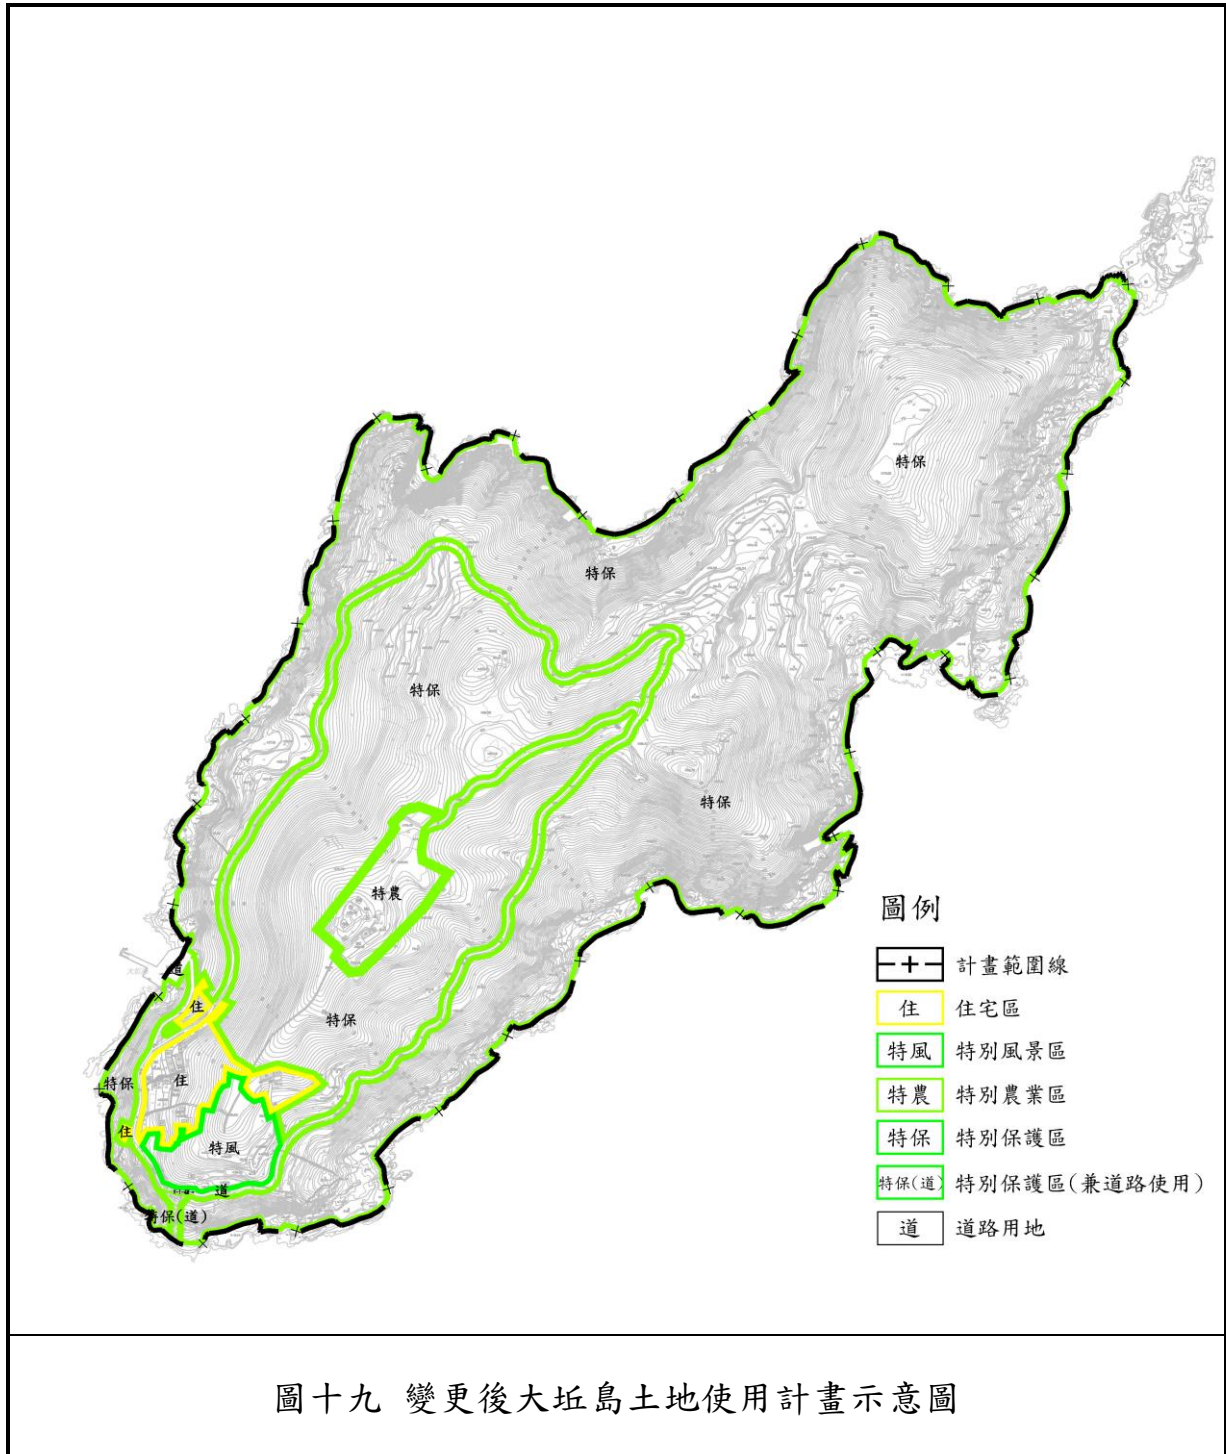 特保
特保
特保
特保
特農
道
住
特保
特保
住
住
特風
道
特保(道)
圖例
計畫範圍線
住 住宅區
特風 特別風景區
特農 特別農業區
特保 特別保護區
特保(道) 特別保護區(兼道路使用)
道 道路用地
圖十九 變更後大坵島土地使用計畫示意圖